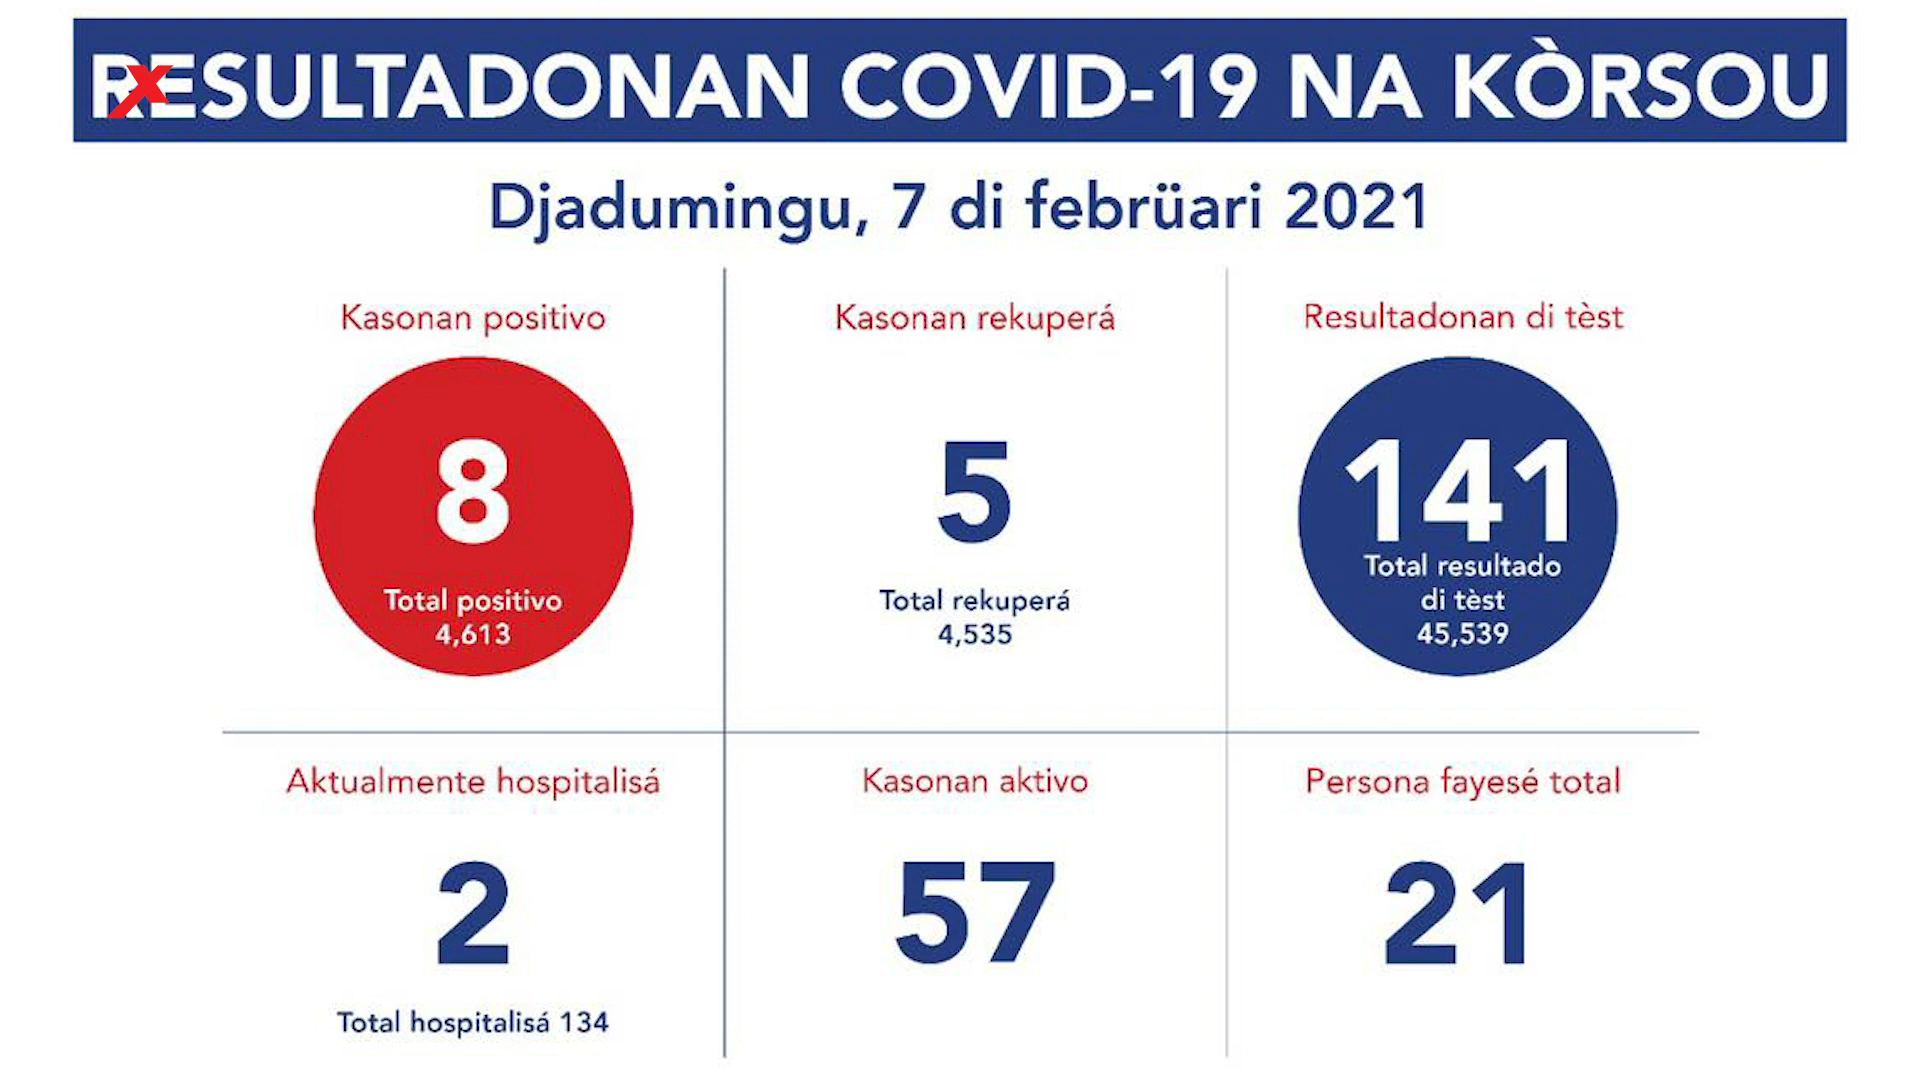 RESULTADONAN COVID-19 NA KÒRSOU
Djadumingu, 7 di febrüari 2021
Kasonan positivo
8
Total positivo
4,613
Kasonan rekuperá
5
Total rekuperá
4,535
Resultadonan di tèst
141
Total resultado
di tèst
45,539
Aktualmente hospitalisá
2
Total hospitalisá 134
Kasonan aktivo
57
Persona fayesé total
21